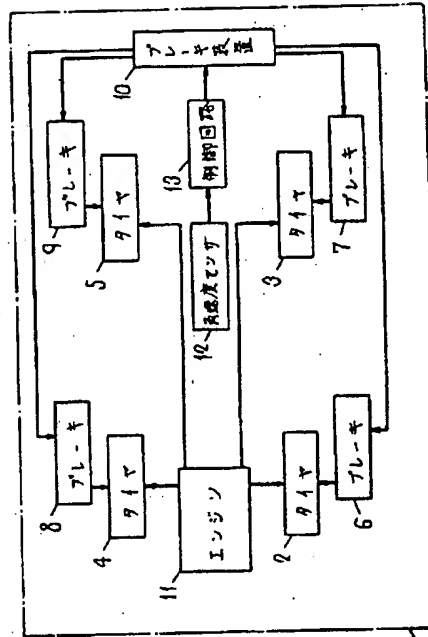 10
ブレーキ装置
9
ブレーキ
5
タイヤ
13
制御回路
12
角速度センサ
3
タイヤ
7
ブレーキ
8
ブレーキ
4
タイヤ
11
エンジン
2
タイヤ
6
ブレーキ